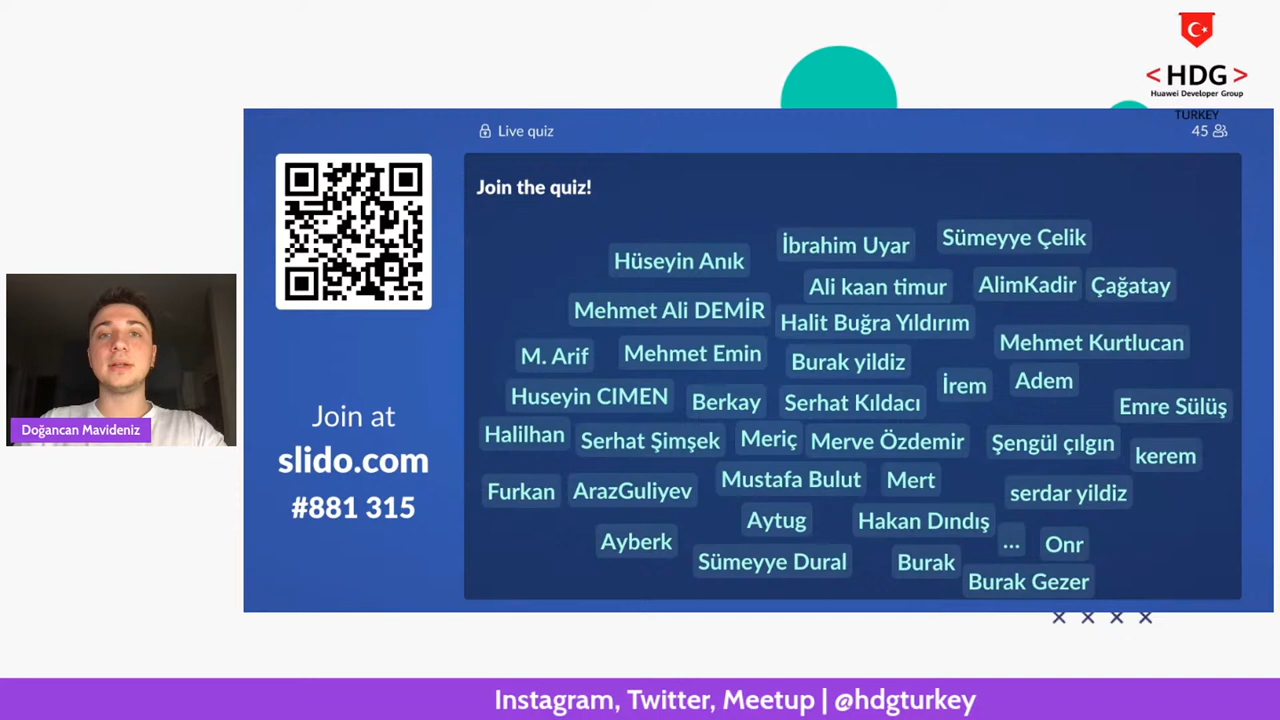 < HDG >
Huawei Developer Group
TURKEY
Live quiz
45
Join the quiz!
Sümeyye Çelik
İbrahim Uyar
Hüseyin Anık
Ali kaan timur
AlimKadir
Çağatay
Mehmet Ali DEMİR
Halit Buğra Yıldırım
Mehmet Kurtlucan
M. Arif
Mehmet Emin
Burak yildiz
İrem
Adem
Huseyin CIMEN
Berkay
Serhat Kıldacı
Emre Sülüş
Halilhan
Serhat Şimşek
Meriç
Merve Özdemir
Şengül çılgın
kerem
Furkan
ArazGuliyev
Mustafa Bulut
Mert
serdar yildiz
Aytug
Hakan Dındış
Ayberk
...
Onr
Sümeyye Dural
Burak
Burak Gezer
Join at
slido.com
#881 315
Doğancan Mavideniz
Instagram, Twitter, Meetup | @hdgturkey